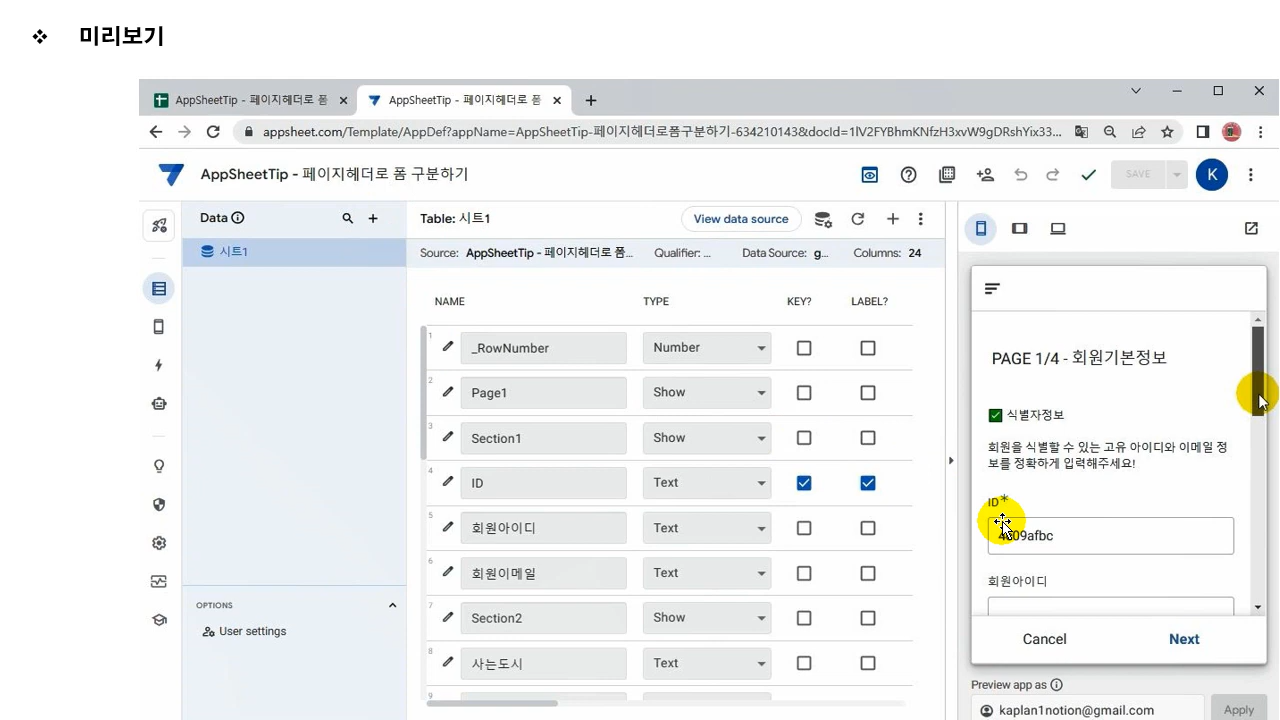 ❖ 미리보기
AppSheetTip - 페이지헤더로 폼
AppSheetTip - 페이지헤더로 폼
appsheet.com/Template/AppDef?appName=AppSheetTip-페이지헤더로폼구분하기-634210143&docId=1lV2FYBhmKNfzH3xvW9gDRshYix33...
AppSheetTip - 페이지헤더로 폼 구분하기
SAVE
K
Data
시트1
OPTIONS
User settings
Table: 시트1
View data source
Source: AppSheetTip - 페이지헤더로 폼... Qualifier: ... Data Source: g... Columns: 24
NAME TYPE KEY? LABEL?
1 _RowNumber Number
2 Page1 Show
3 Section1 Show
4 ID Text
5 회원아이디 Text
6 회원이메일 Text
7 Section2 Show
8 사는도시 Text
9
PAGE 1/4 - 회원기본정보
식별자정보
회원을 식별할 수 있는 고유 아이디와 이메일 정
보를 정확하게 입력해주세요!
ID*
회원아이디
Cancel Next
Preview app as
kaplan1notion@gmail.com Apply